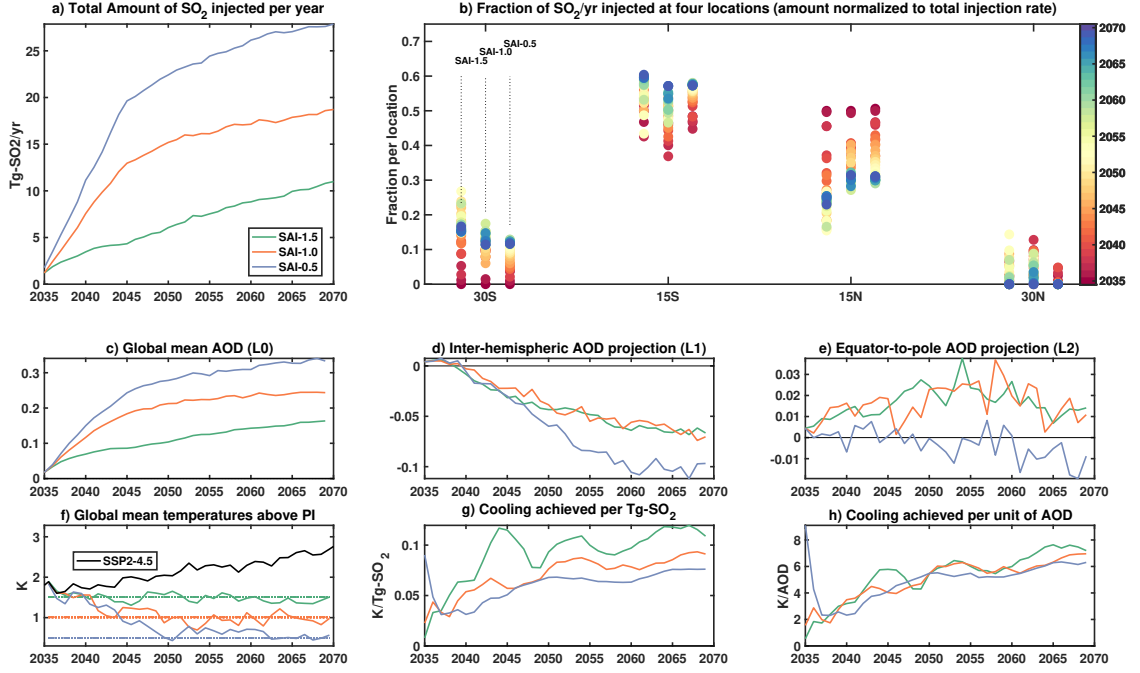 a) Total Amount of SO2 injected per year
b) Fraction of SO2/yr injected at four locations (amount normalized to total injection rate)
Tg-SO2/yr
25
20
15
10
5
0
2035 2040 2045 2050 2055 2060 2065 2070
SAI-1.5
SAI-1.0
SAI-0.5
Fraction per location
0.7
0.6
0.5
0.4
0.3
0.2
0.1
0
SAI-0.5
SAI-1.0
SAI-1.5
30S 15S 15N 30N
2070
2065
2060
2055
2050
2045
2040
2035
c) Global mean AOD (L0)
0.3
0.2
0.1
0
2035 2040 2045 2050 2055 2060 2065 2070
d) Inter-hemispheric AOD projection (L1)
0
-0.05
-0.1
2035 2040 2045 2050 2055 2060 2065 2070
e) Equator-to-pole AOD projection (L2)
0.03
0.02
0.01
0
-0.01
2035 2040 2045 2050 2055 2060 2065 2070
f) Global mean temperatures above PI
K
3
2
1
SSP2-4.5
2035 2040 2045 2050 2055 2060 2065 2070
g) Cooling achieved per Tg-SO2
K/Tg-SO2
0.1
0.05
0
2035 2040 2045 2050 2055 2060 2065 2070
h) Cooling achieved per unit of AOD
K/AOD
8
6
4
2
0
2035 2040 2045 2050 2055 2060 2065 2070